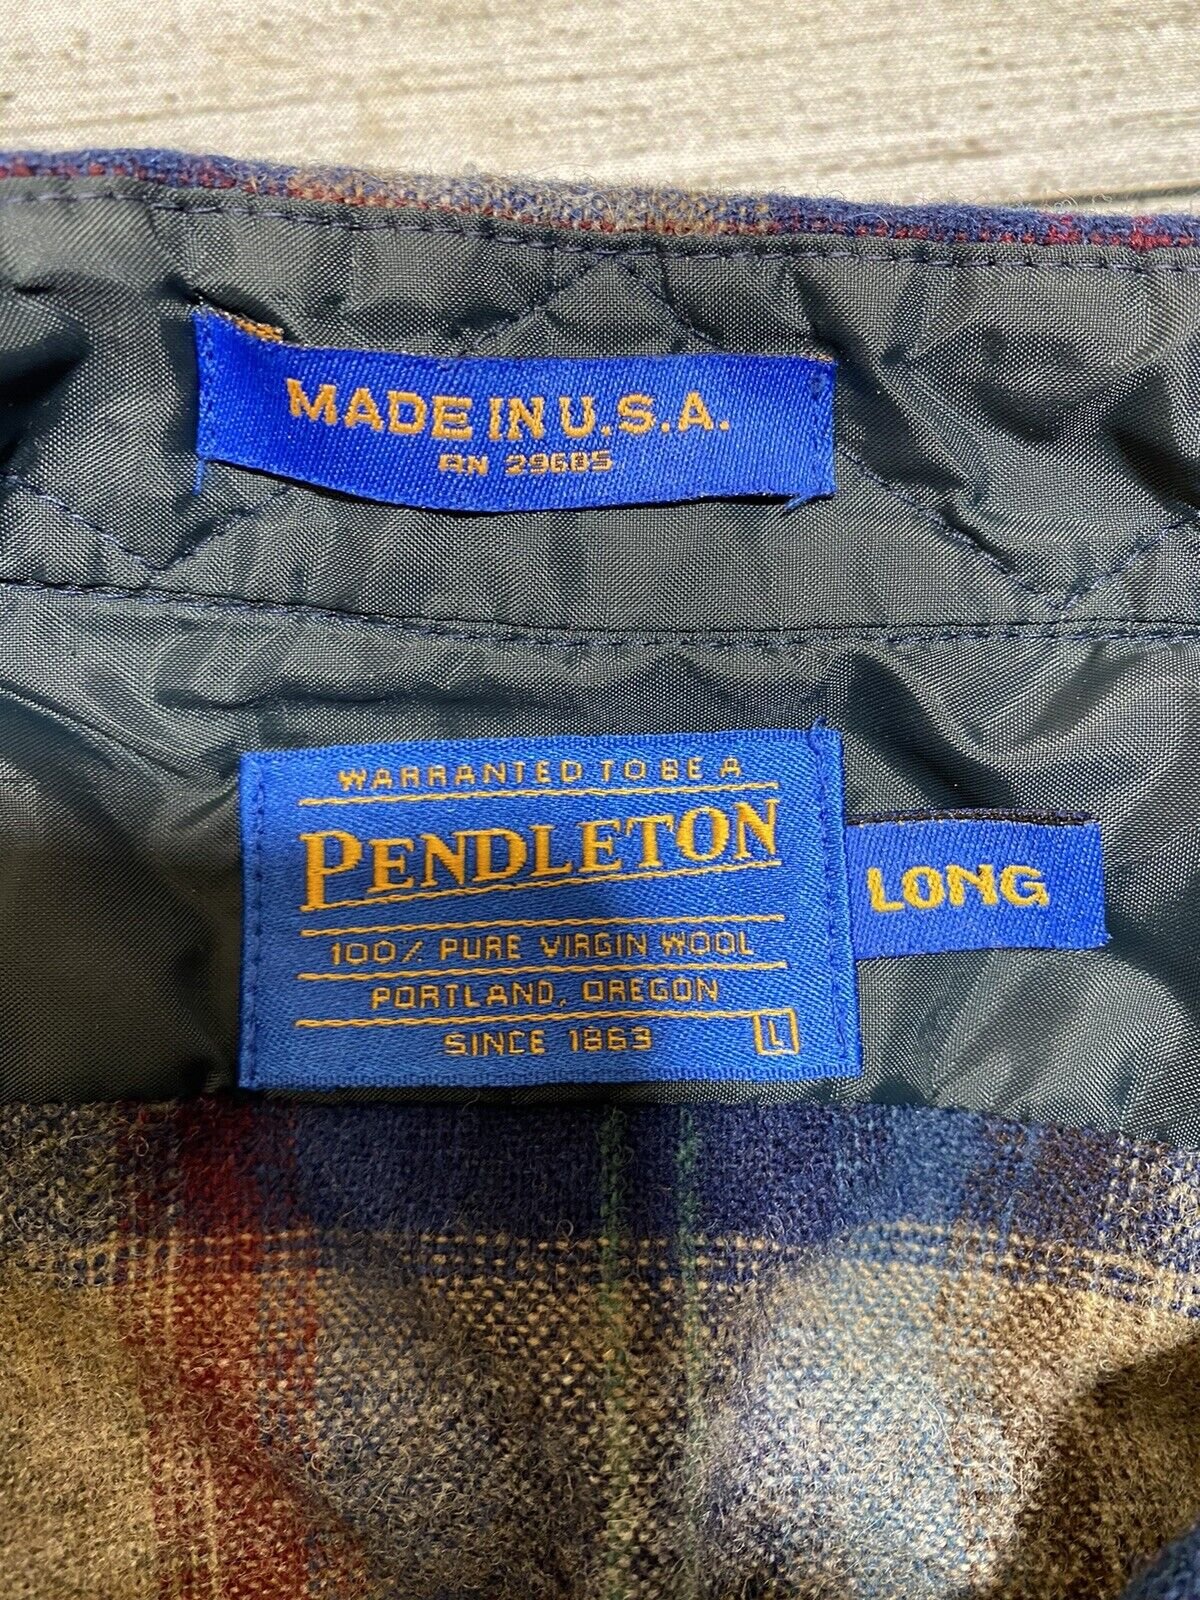 MADE IN U.S.A.
RN 29685
WARRANTED TO BE A
PENDLETON
LONG
100% PURE VIRGIN WOOL
PORTLAND, OREGON
SINCE 1863 L